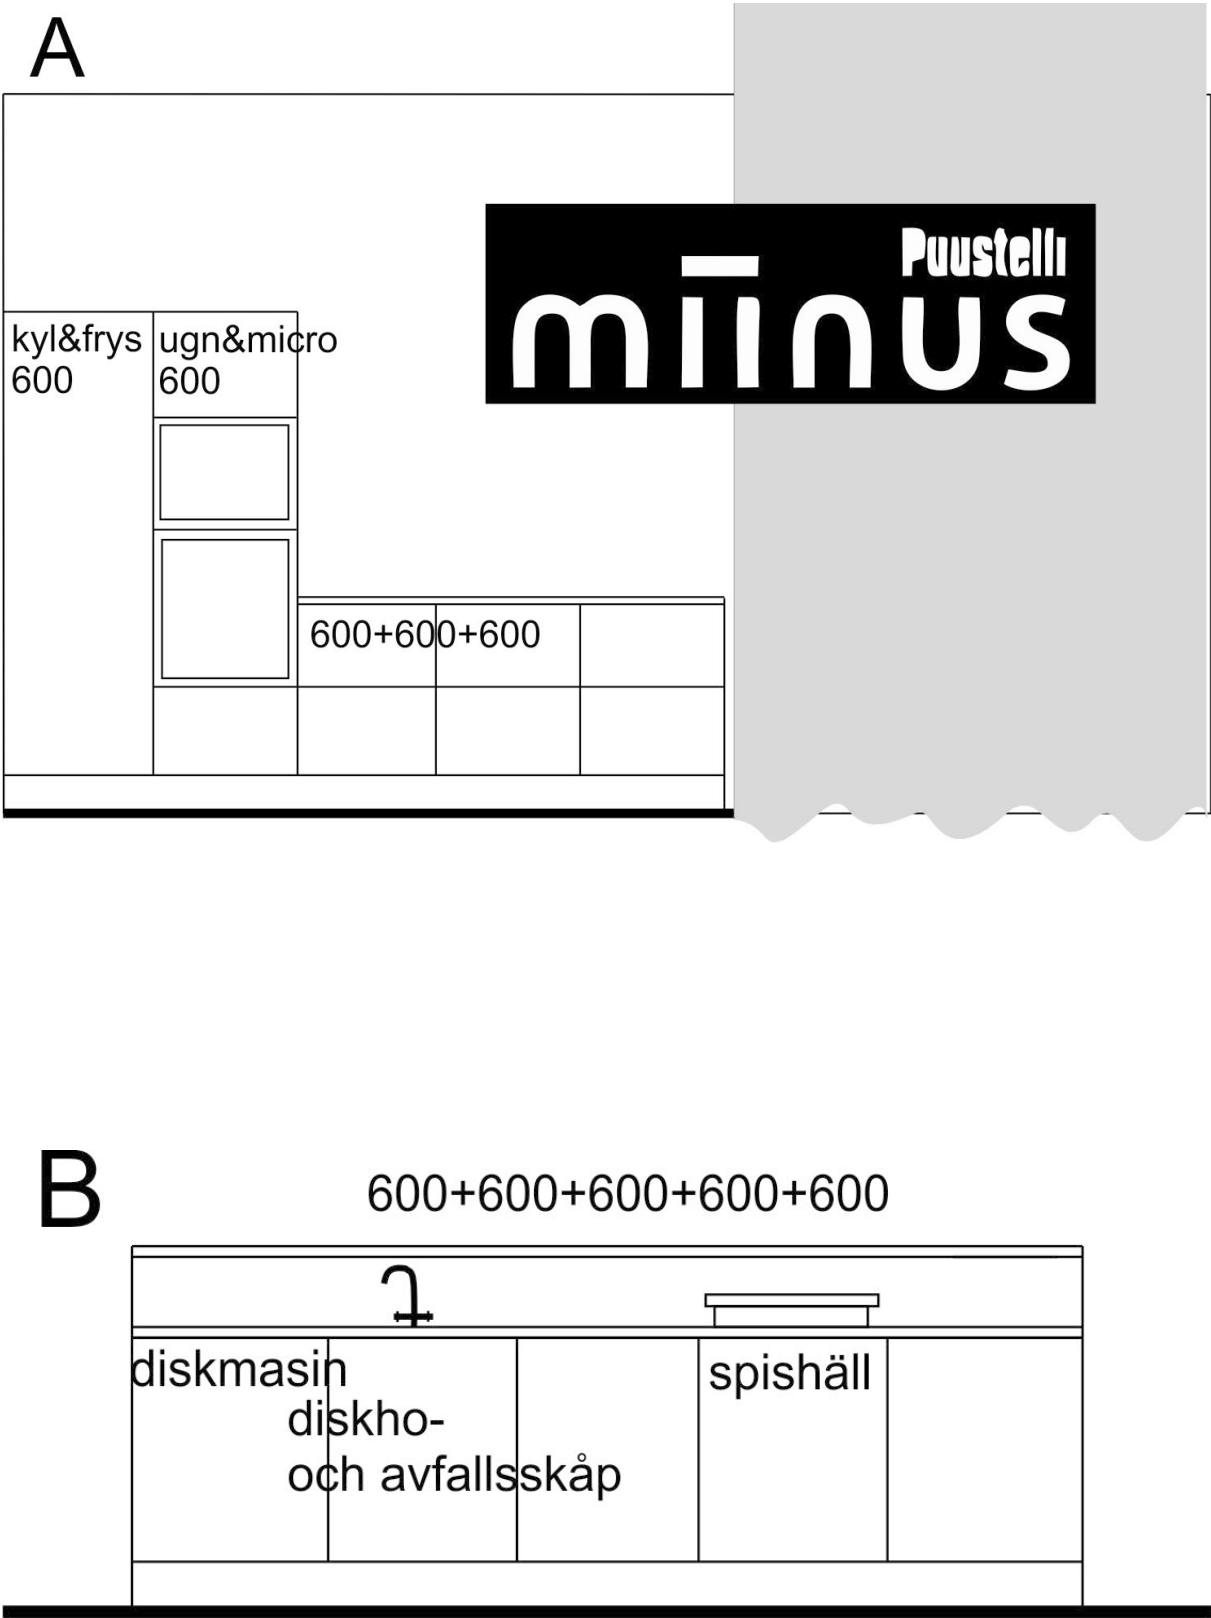 A
Puustelli
miinus
kyl&frys
600
ugn&micro
600
600+600+600
B
600+600+600+600+600
diskmasin
diskho-
och avfallsskåp
spishäll